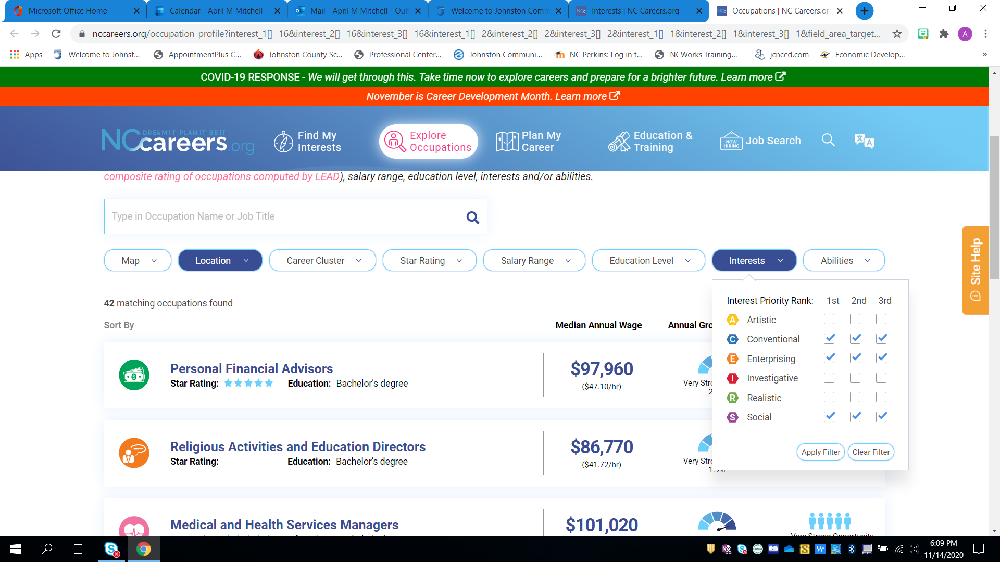 Microsoft Office Home
Calendar - April M Mitchell -
Mail - April M Mitchell - Out
Welcome to Johnston Comm
Interests | NC Careers.org
Occupations | NC Careers.or
nccareers.org/occupation-profile?interest_1[]=16&interest_2[]=16&interest_3[]=16&interest_1[]=2&interest_2[]=2&interest_3[]=2&interest_1[]=1&interest_2[]=1&interest_3[]=1&field_area_target...
A
Apps
Welcome to Johnst...
AppointmentPlus C...
Johnston County Sc...
Professional Center...
Johnston Communi...
NC Perkins: Log in t...
NCWorks Training...
jcnced.com
Economic Develop...
»
COVID-19 RESPONSE - We will get through this. Take time now to explore careers and prepare for a brighter future. Learn more
November is Career Development Month. Learn more
DREAM IT PLAN IT BE IT
NCcareers.org
Find My
Interests
Explore
Occupations
Plan My
Career
Education &
Training
NOW
HIRING
Job Search
composite rating of occupations computed by LEAD), salary range, education level, interests and/or abilities.
Type in Occupation Name or Job Title
Map
Location
Career Cluster
Star Rating
Salary Range
Education Level
Interests
Abilities
Site Help
42 matching occupations found
Interest Priority Rank: 1st 2nd 3rd
A Artistic
C Conventional
E Enterprising
I Investigative
R Realistic
S Social
Apply Filter
Clear Filter
Sort By
Median Annual Wage
Annual Gro
Personal Financial Advisors
Star Rating:
Education: Bachelor's degree
$97,960
($47.10/hr)
Very Stro
2
Religious Activities and Education Directors
Star Rating:
Education: Bachelor's degree
$86,770
($41.72/hr)
Very Stro
1.9%
Medical and Health Services Managers
$101,020
Very Strong Opportunity
6:09 PM
11/14/2020